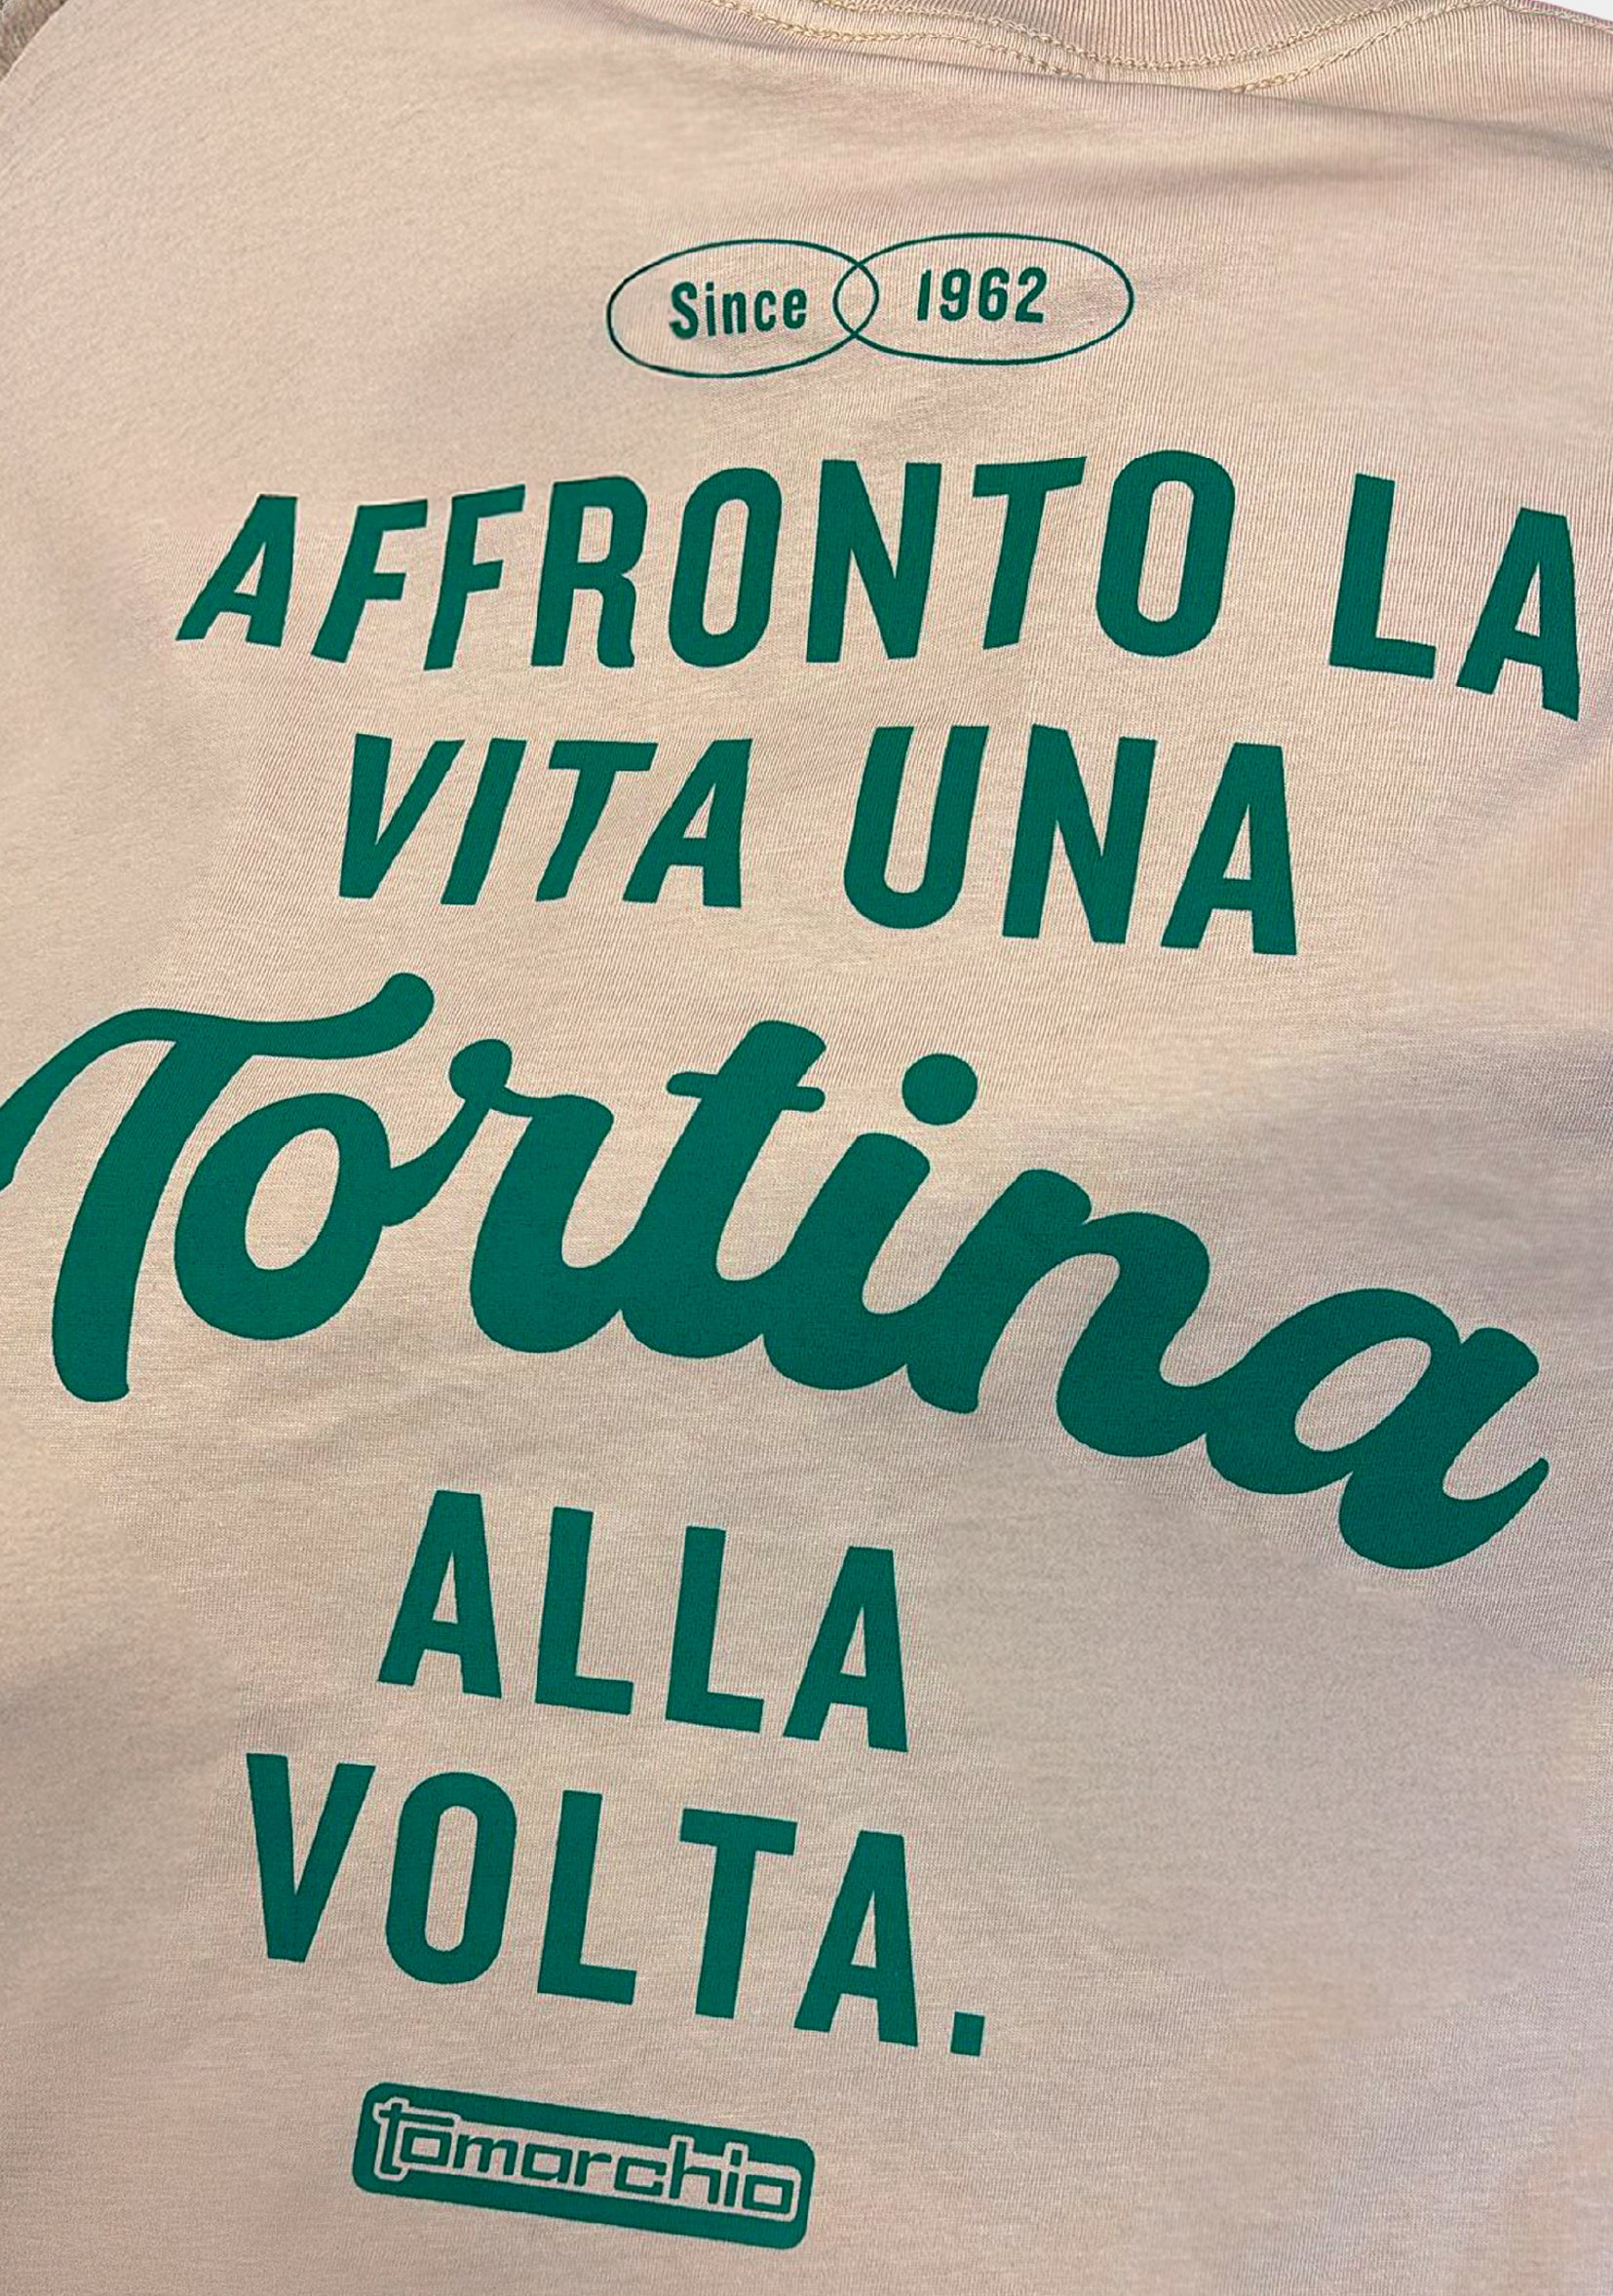 Since 1962
AFFRONTO LA
VITA UNA
Tortina
ALLA
VOLTA.
tomarchio